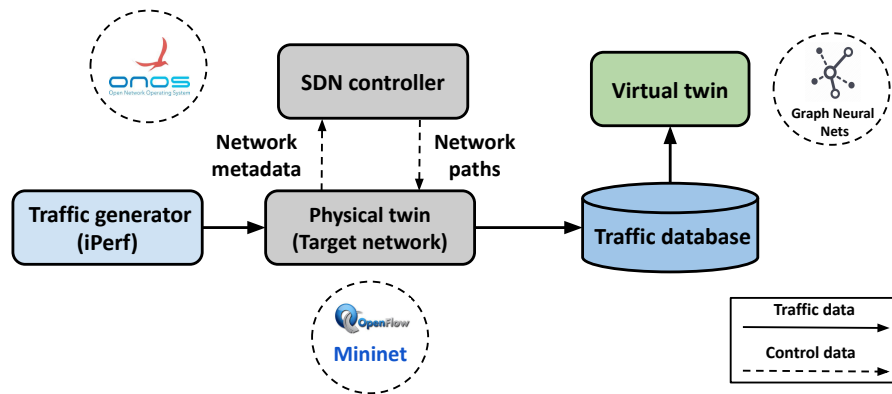 onos
Open Network Operating System
SDN controller
Virtual twin
Graph Neural
Nets
Network
metadata
Network
paths
Traffic generator
(iPerf)
Physical twin
(Target network)
Traffic database
OpenFlow
Mininet
Traffic data
Control data